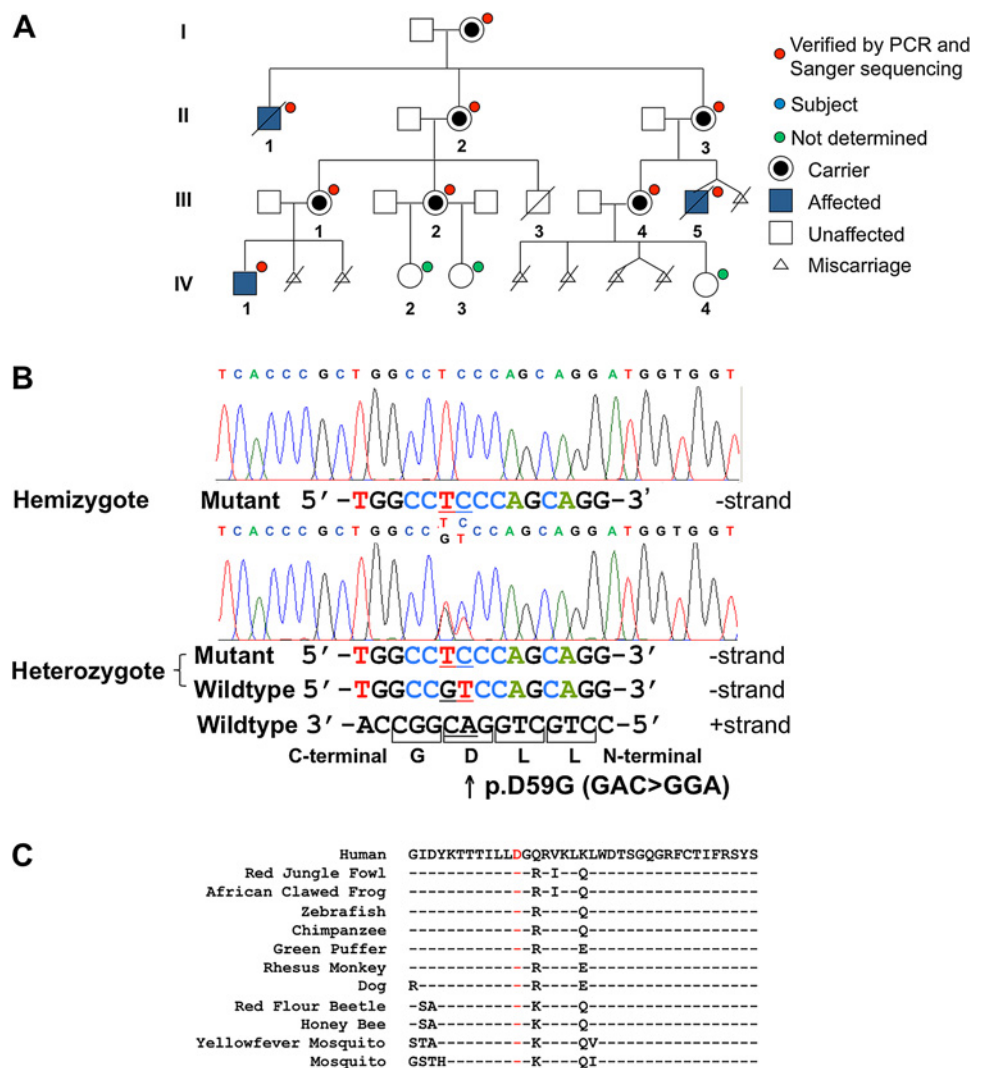 A
I
II
III
IV
1
2
3
1
2
3
4
5
1
2
3
4
Verified by PCR and
Sanger sequencing
Subject
Not determined
Carrier
Affected
Unaffected
Miscarriage
B
T C A C C C G C T G G C C T C C C A G C A G G A T G G T G G T
Hemizygote Mutant 5′-TGGCCTCCCAGCAGG-3′ -strand
T C
T C A C C C G C T G G C C G T C C A G C A G G A T G G T G G T
Heterozygote
Mutant 5′-TGGCCTCCCAGCAGG-3′ -strand
Wildtype 5′-TGGCCGTCCAGCAGG-3′ -strand
Wildtype 3′-ACCGGCAGGTCGTCC-5′ +strand
C-terminal G D L L N-terminal
↑ p.D59G (GAC>GGA)
C
Human GIDYKTTTILLDGQRVKLKLWDTSGQGRFCTIFRSYS
Red Jungle Fowl ------------–R-I--Q------------------
African Clawed Frog -------------R-I--Q------------------
Zebrafish -------------R----Q------------------
Chimpanzee -------------R----Q------------------
Green Puffer -------------R----E------------------
Rhesus Monkey -------------R----E------------------
Dog R------------R----E------------------
Red Flour Beetle -SA----------K----Q------------------
Honey Bee -SA----------K----Q------------------
Yellowfever Mosquito STA----------K----QV-----------------
Mosquito GSTH---------K----QI-----------------